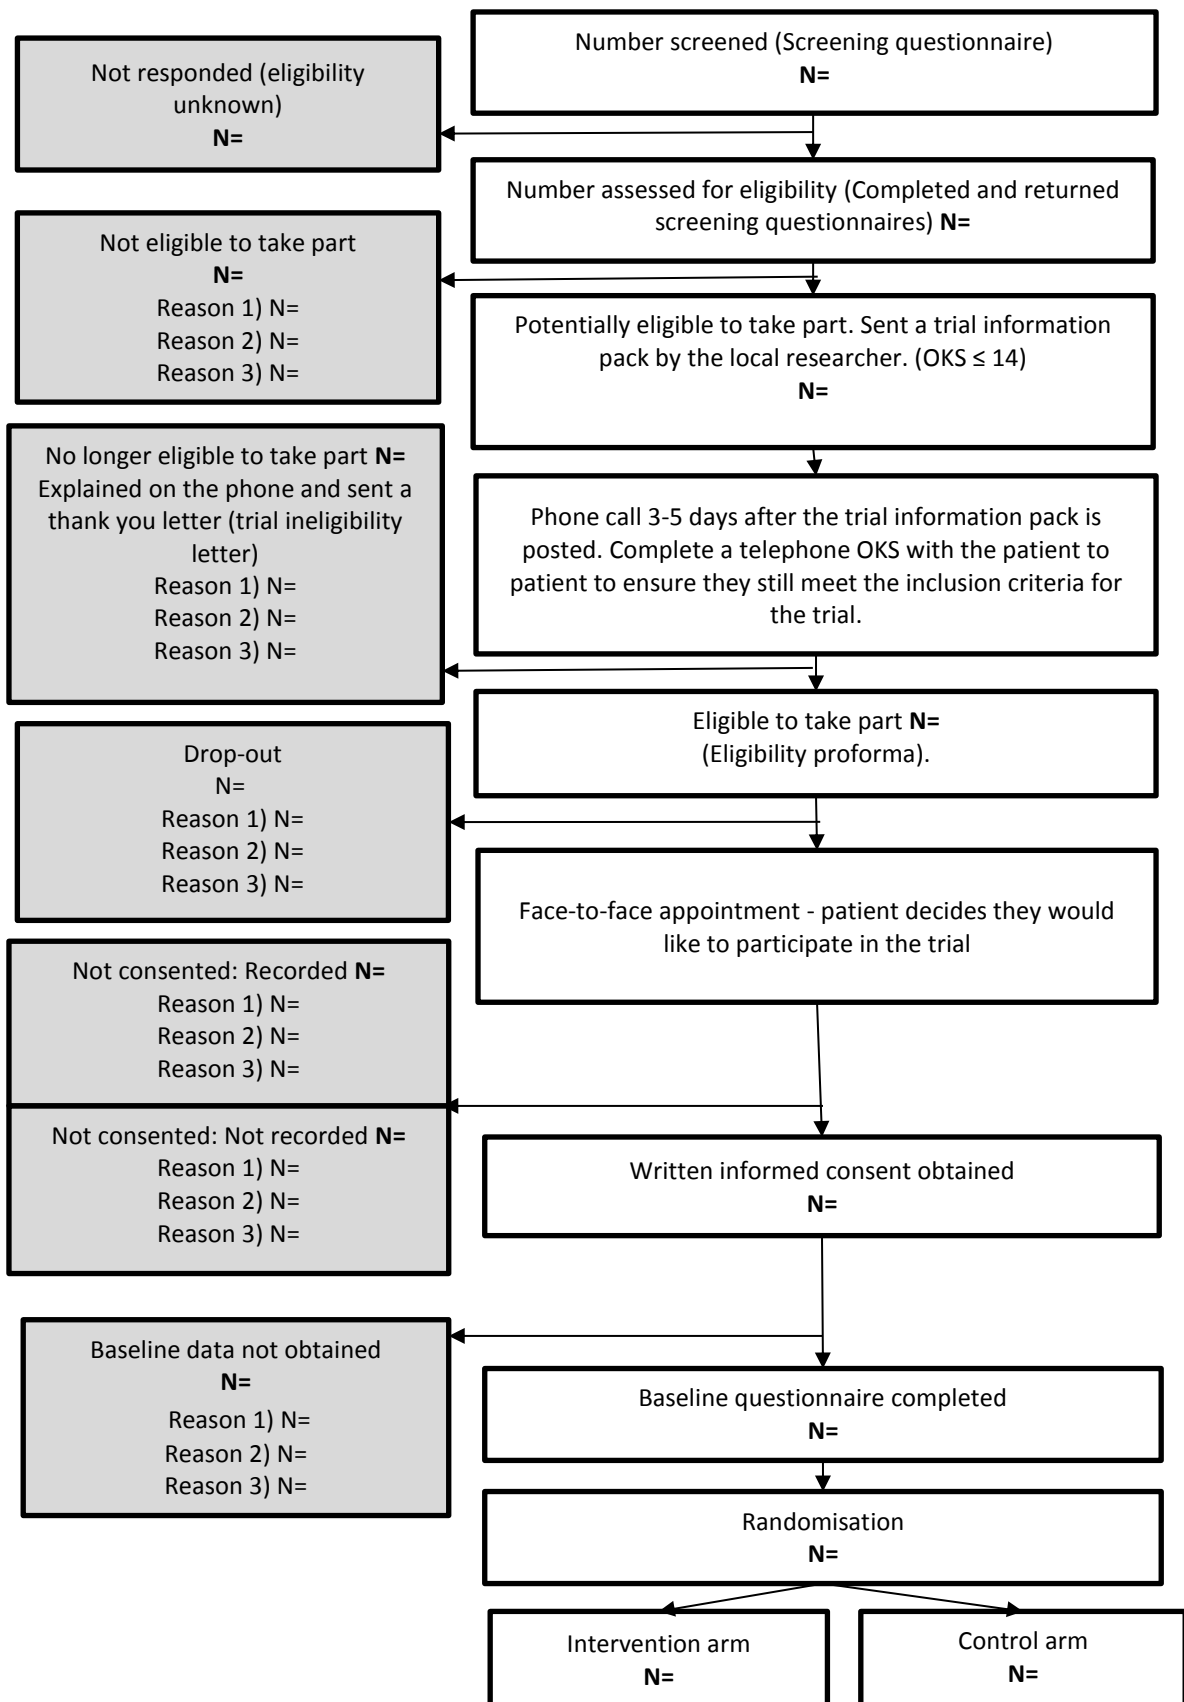 Number screened (Screening questionnaire)
N=
Not responded (eligibility
unknown)
N=
Number assessed for eligibility (Completed and returned
screening questionnaires) N=
Not eligible to take part
N=
Reason 1) N=
Reason 2) N=
Reason 3) N=
Potentially eligible to take part. Sent a trial information
pack by the local researcher. (OKS ≤ 14)
N=
Phone call 3-5 days after the trial information pack is
posted. Complete a telephone OKS with the patient to
patient to ensure they still meet the inclusion criteria for
the trial.
No longer eligible to take part N=
Explained on the phone and sent a
thank you letter (trial ineligibility
letter)
Reason 1) N=
Reason 2) N=
Reason 3) N=
Eligible to take part N=
(Eligibility proforma).
Drop-out
N=
Reason 1) N=
Reason 2) N=
Reason 3) N=
Face-to-face appointment - patient decides they would
like to participate in the trial
Not consented: Recorded N=
Reason 1) N=
Reason 2) N=
Reason 3) N=
Not consented: Not recorded N=
Reason 1) N=
Reason 2) N=
Reason 3) N=
Written informed consent obtained
N=
Baseline data not obtained
N=
Reason 1) N=
Reason 2) N=
Reason 3) N=
Baseline questionnaire completed
N=
Randomisation
N=
Intervention arm
N=
Control arm
N=